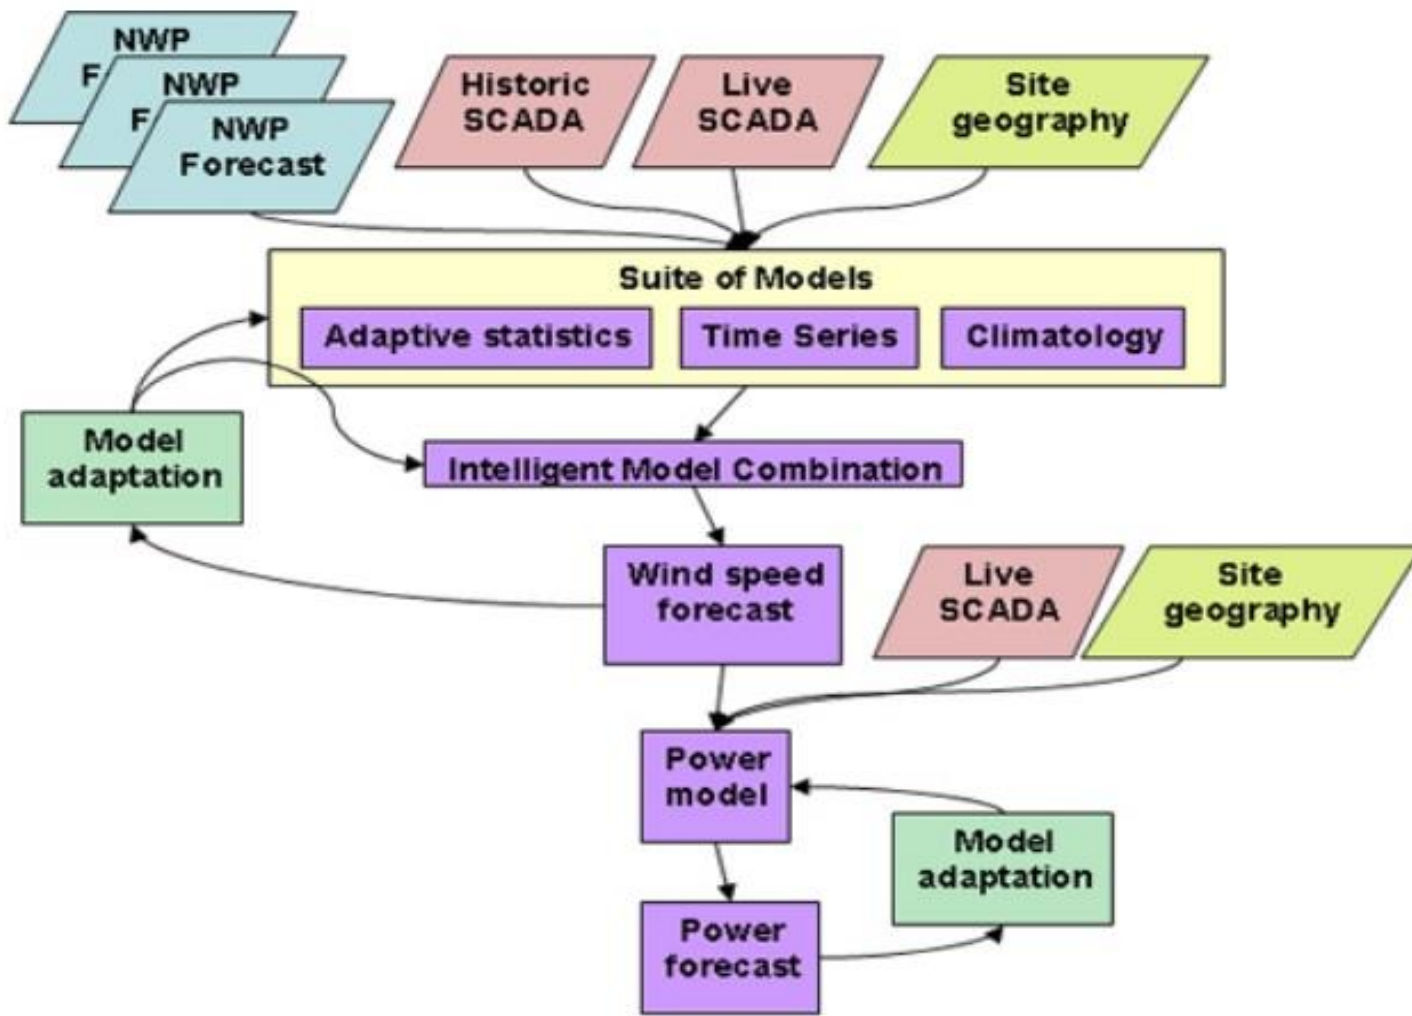 NWP
F
NWP
F
NWP
Forecast
Historic
SCADA
Live
SCADA
Site
geography
Suite of Models
Adaptive statistics
Time Series
Climatology
Model
adaptation
Intelligent Model Combination
Wind speed
forecast
Live
SCADA
Site
geography
Power
model
Model
adaptation
Power
forecast